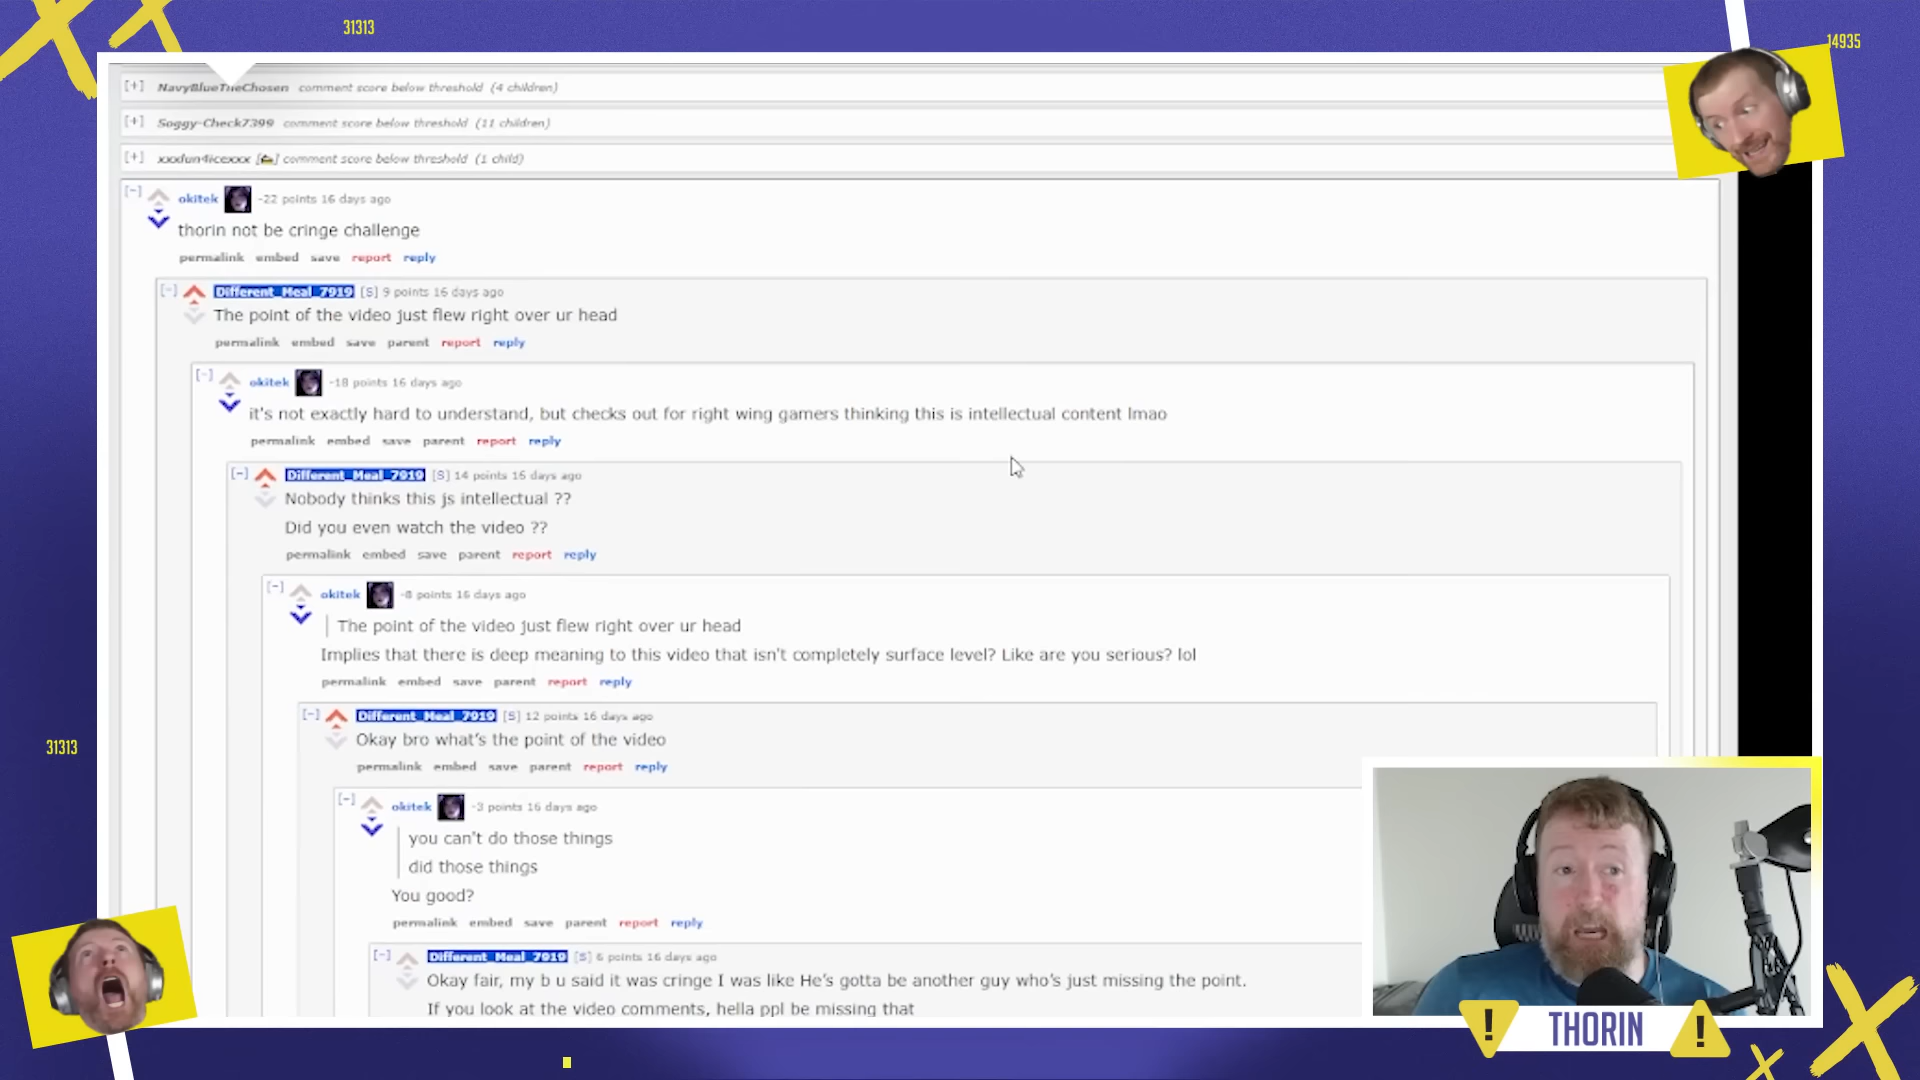 31313
14935
[+] NavyBlueTheChosen comment score below threshold (4 children)
[+] Soggy-Check7399 comment score below threshold (11 children)
[+] xxxdun4icexxx comment score below threshold (1 child)
[-] okitek -22 points 16 days ago
thorin not be cringe challenge
permalink embed save report reply
[-] Different_Meal_7919 [S] 9 points 16 days ago
The point of the video just flew right over ur head
permalink embed save parent report reply
[-] okitek -18 points 16 days ago
it's not exactly hard to understand, but checks out for right wing gamers thinking this is intellectual content lmao
permalink embed save parent report reply
[-] Different_Meal_7919 [S] 14 points 16 days ago
Nobody thinks this js intellectual ??
Did you even watch the video ??
permalink embed save parent report reply
[-] okitek -8 points 16 days ago
The point of the video just flew right over ur head
Implies that there is deep meaning to this video that isn't completely surface level? Like are you serious? lol
permalink embed save parent report reply
[-] Different_Meal_7919 [S] 12 points 16 days ago
Okay bro what's the point of the video
permalink embed save parent report reply
31313
[-] okitek -3 points 16 days ago
you can't do those things
did those things
You good?
permalink embed save parent report reply
[-] Different_Meal_7919 [S] 6 points 16 days ago
Okay fair, my b u said it was cringe I was like He's gotta be another guy who's just missing the point.
If you look at the video comments, hella ppl be missing that
! THORIN !